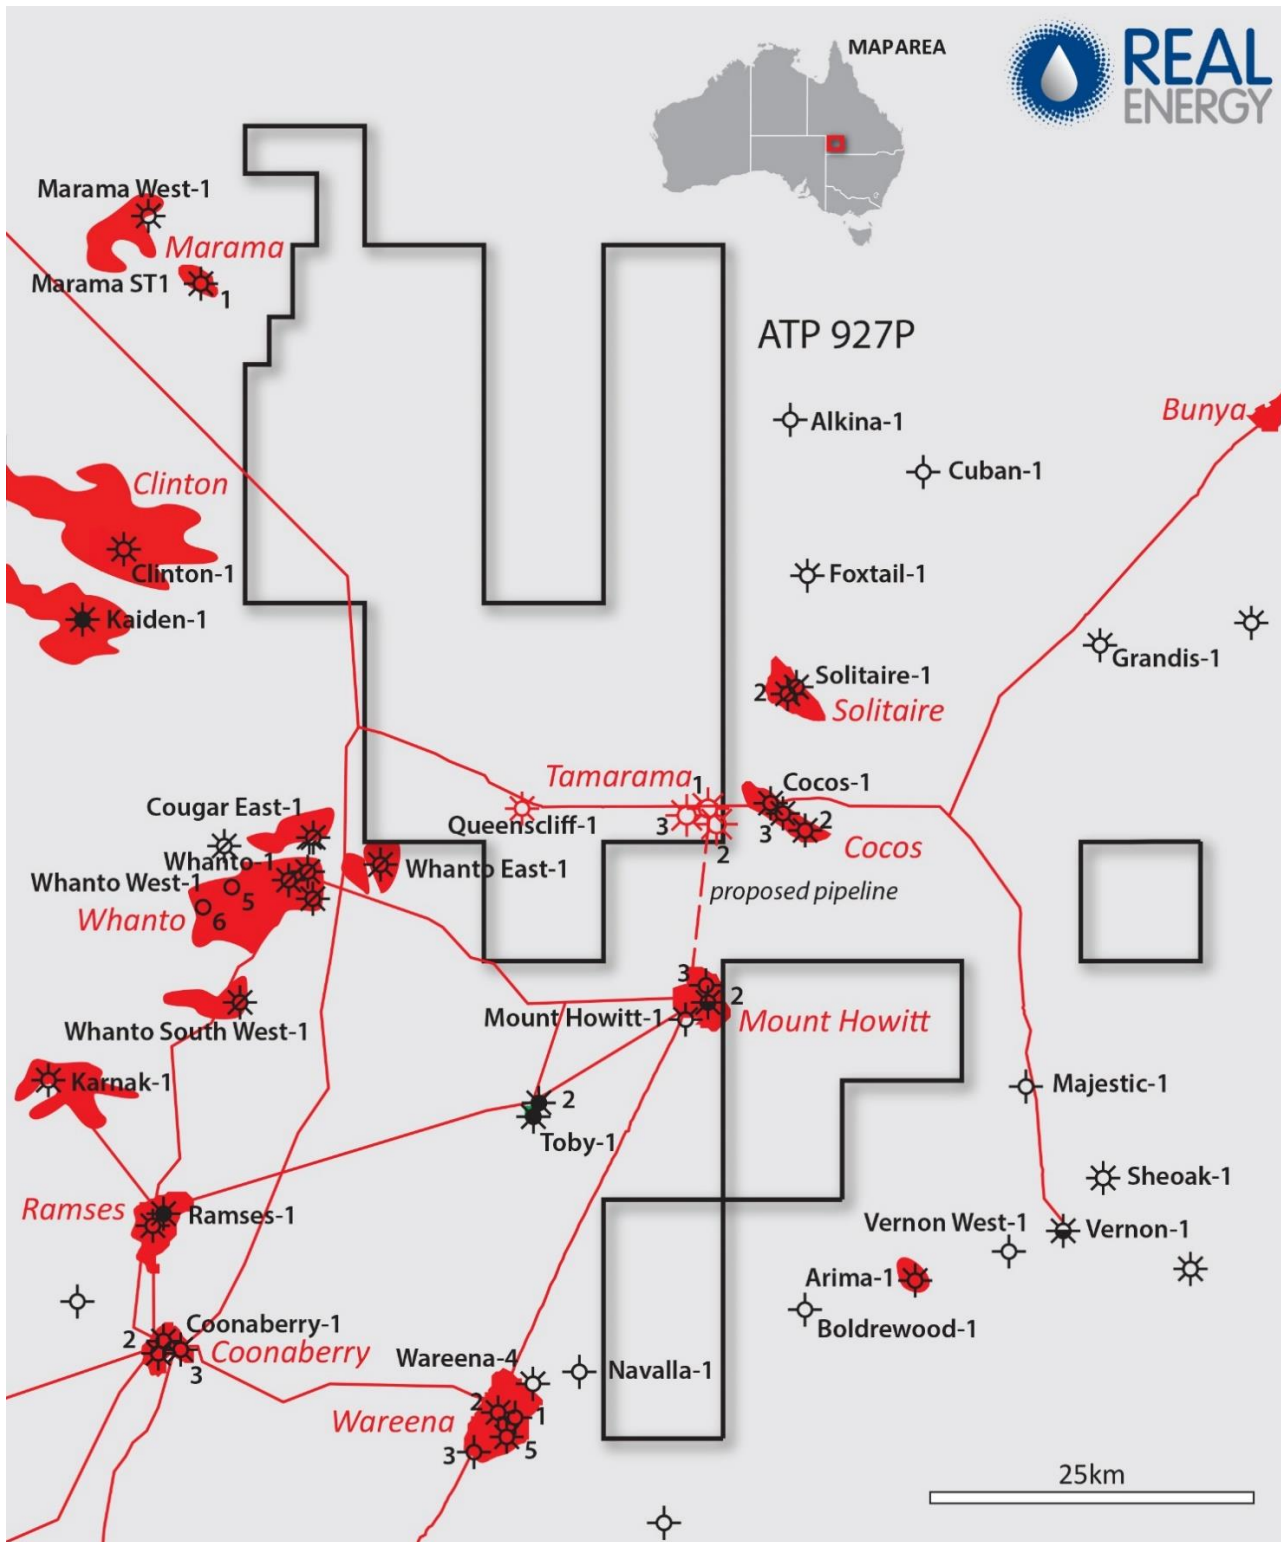 MAPAREA
REAL
ENERGY
Marama West-1
Marama
Marama ST1
1
ATP 927P
Bunya
Alkina-1
Cuban-1
Clinton
Clinton-1
Foxtail-1
Kaiden-1
Grandis-1
Solitaire-1
2
Solitaire
Tamarama
1
Cocos-1
Cougar East-1
Queenscliff-1
3
3
2
2
Cocos
Whanto-1
Whanto East-1
Whanto West-1
5
proposed pipeline
Whanto
6
3
2
Mount Howitt-1
Mount Howitt
Whanto South West-1
Karnak-1
Majestic-1
2
Toby-1
Sheoak-1
Ramses
Ramses-1
Vernon West-1
Vernon-1
Arima-1
Boldrewood-1
Coonaberry-1
2
Coonaberry
3
Wareena-4
Navalla-1
2
1
Wareena
3
5
25km